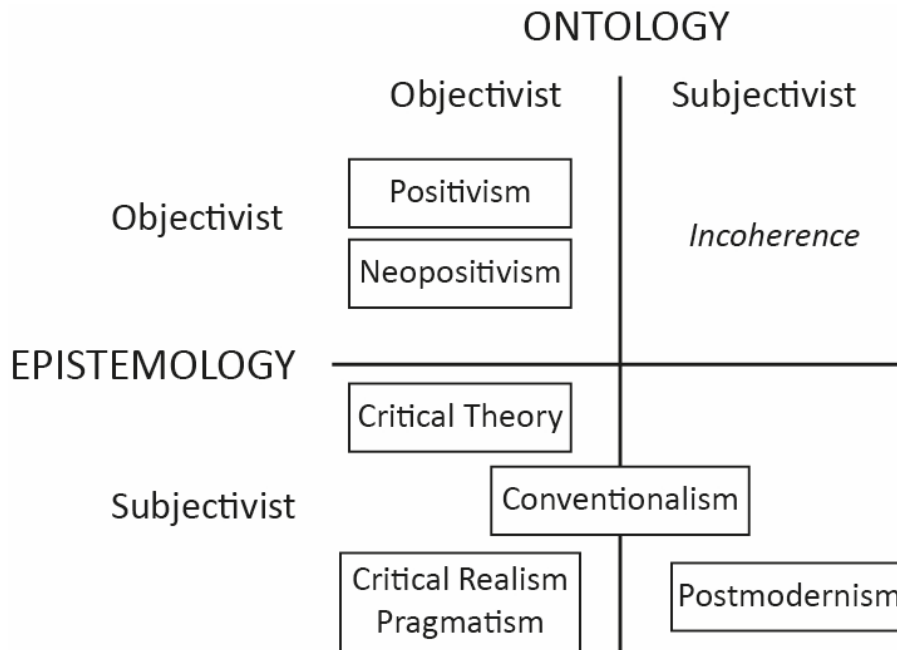 ONTOLOGY
Objectivist
Subjectivist
Positivism
Objectivist
Incoherence
Neopositivism
EPISTEMOLOGY
Critical Theory
Subjectivist
Conventionalism
Critical Realism
Pragmatism
Postmodernism